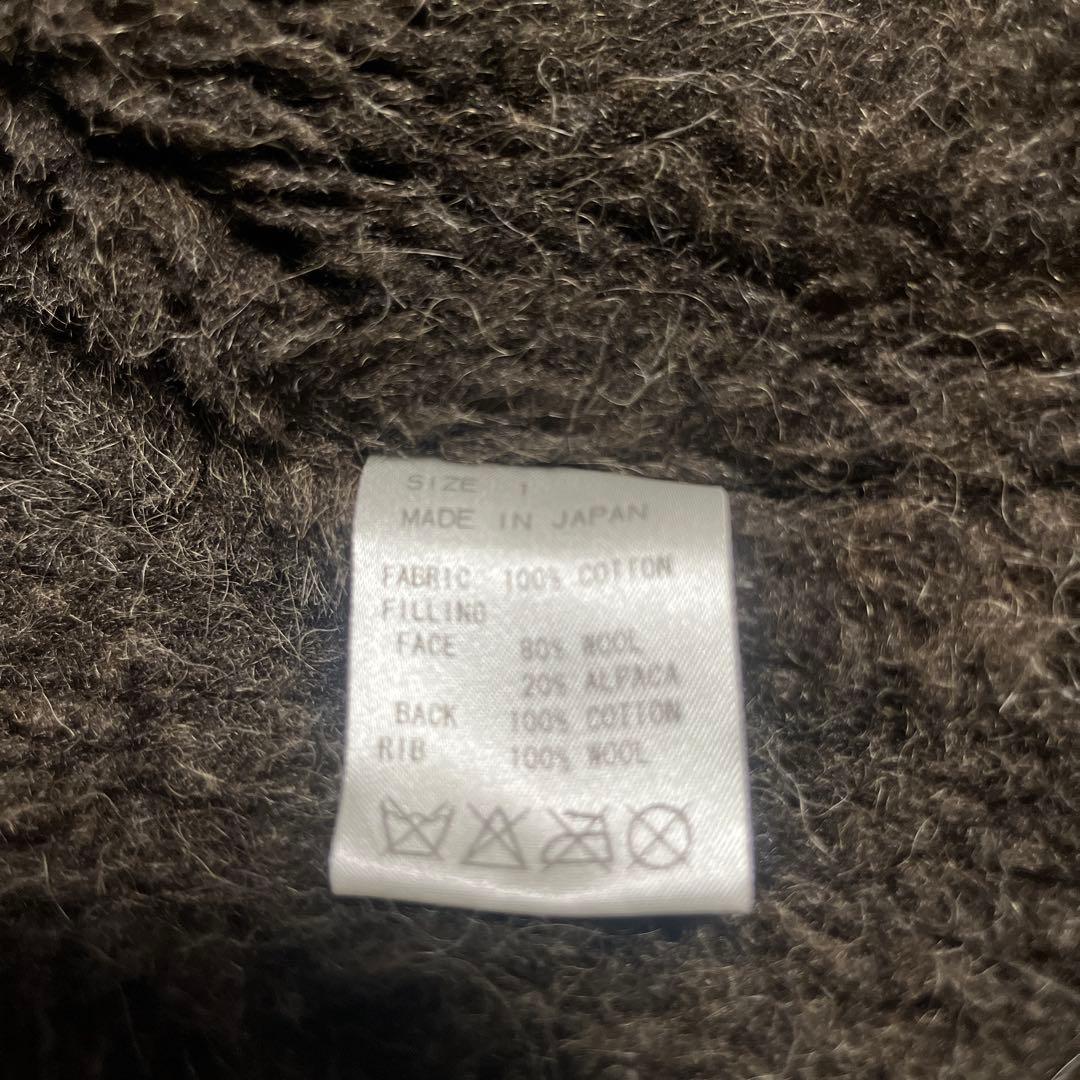 SIZE 1
MADE IN JAPAN
FABRIC 100% COTTON
FILLING
FACE 80% WOOL
20% ALPACA
BACK 100% COTTON
RIB 100% WOOL